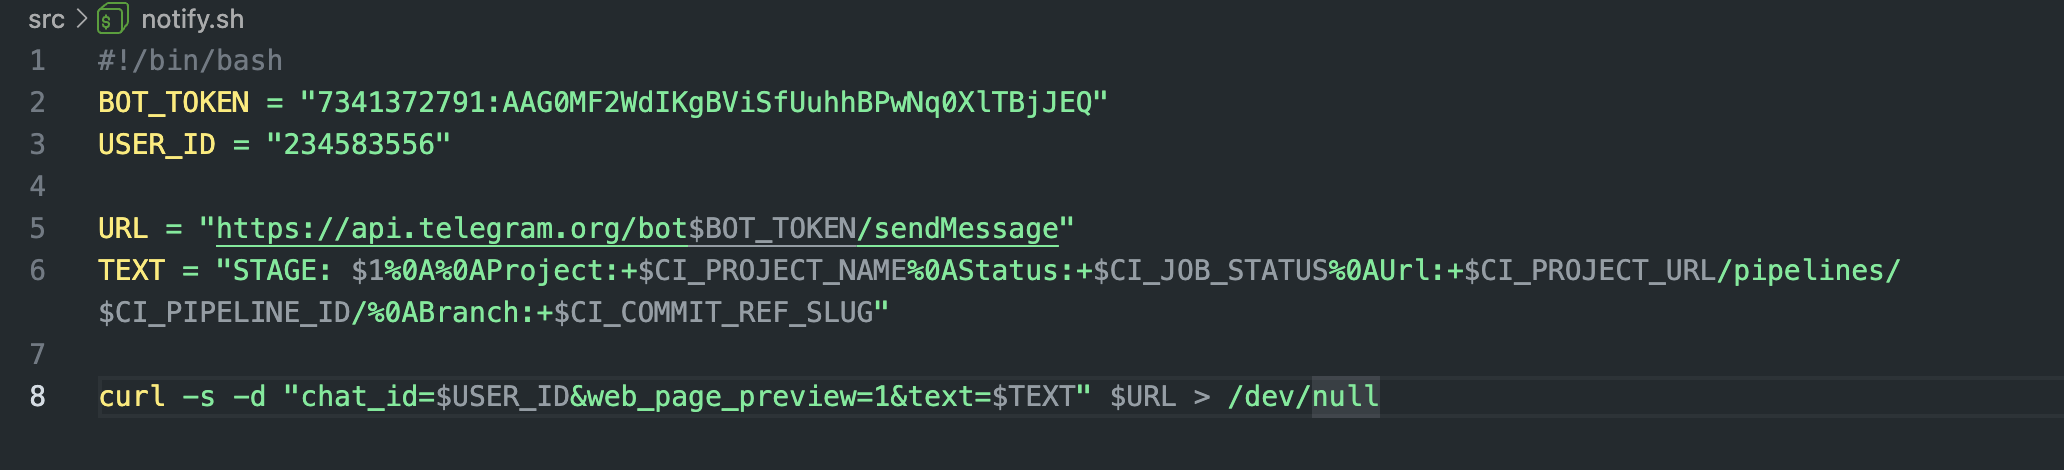 src > $ notify.sh
1 #!/bin/bash
2 BOT_TOKEN = "7341372791:AAG0MF2WdIKgBViSfUuhhBPwNq0XlTBjJEQ"
3 USER_ID = "234583556"
4
5 URL = "https://api.telegram.org/bot$BOT_TOKEN/sendMessage"
6 TEXT = "STAGE: $1%0A%0AProject:+$CI_PROJECT_NAME%0AStatus:+$CI_JOB_STATUS%0AUrl:+$CI_PROJECT_URL/pipelines/
$CI_PIPELINE_ID/%0ABranch:+$CI_COMMIT_REF_SLUG"
7
8 curl -s -d "chat_id=$USER_ID&web_page_preview=1&text=$TEXT" $URL > /dev/null